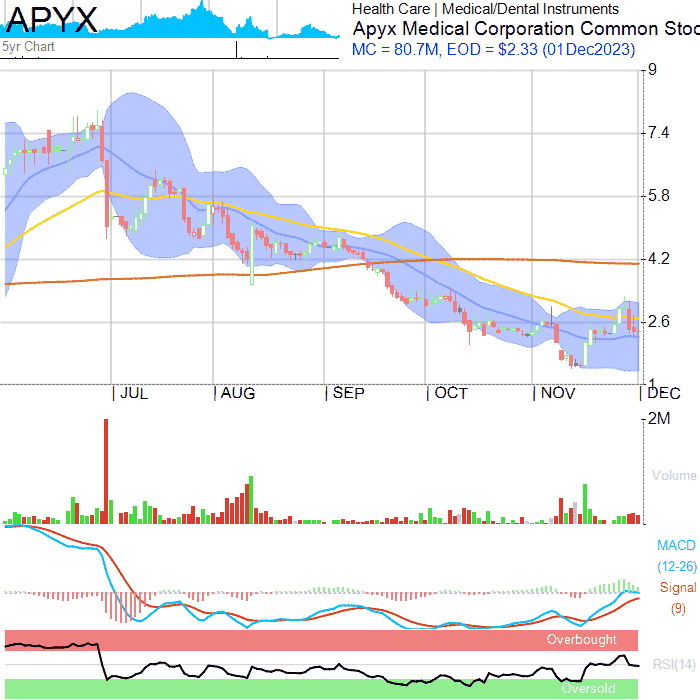 APYX
5yr Chart
Health Care | Medical/Dental Instruments
Apyx Medical Corporation Common Stoc
MC = 80.7M, EOD = $2.33 (01Dec2023)
9
7.4
5.8
4.2
2.6
1
JUL AUG SEP OCT NOV DEC
2M
Volume
MACD
(12-26)
Signal
(9)
Overbought
RSI(14)
Oversold